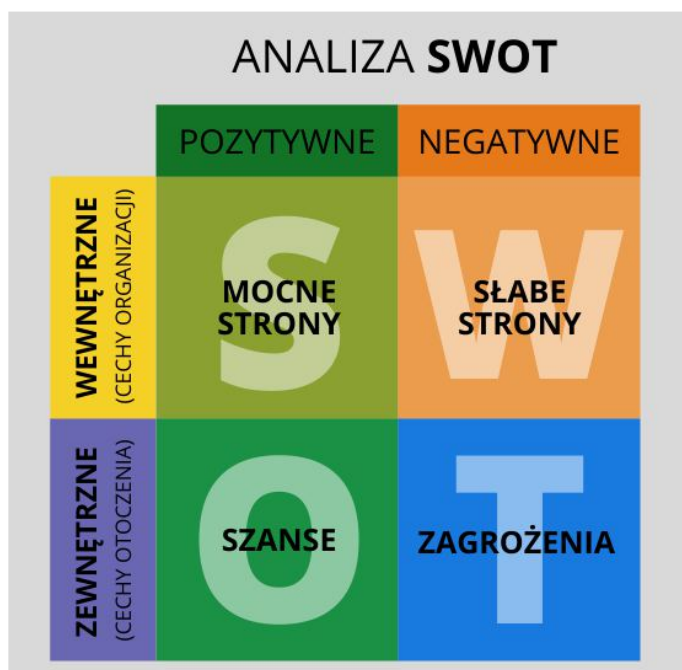 ANALIZA SWOT
POZYTYWNE
NEGATYWNE
WEWNĘTRZNE
(CECHY ORGANIZACJI)
S
MOCNE
STRONY
W
SŁABE
STRONY
ZEWNĘTRZNE
(CECHY OTOCZENIA)
O
SZANSE
T
ZAGROŻENIA